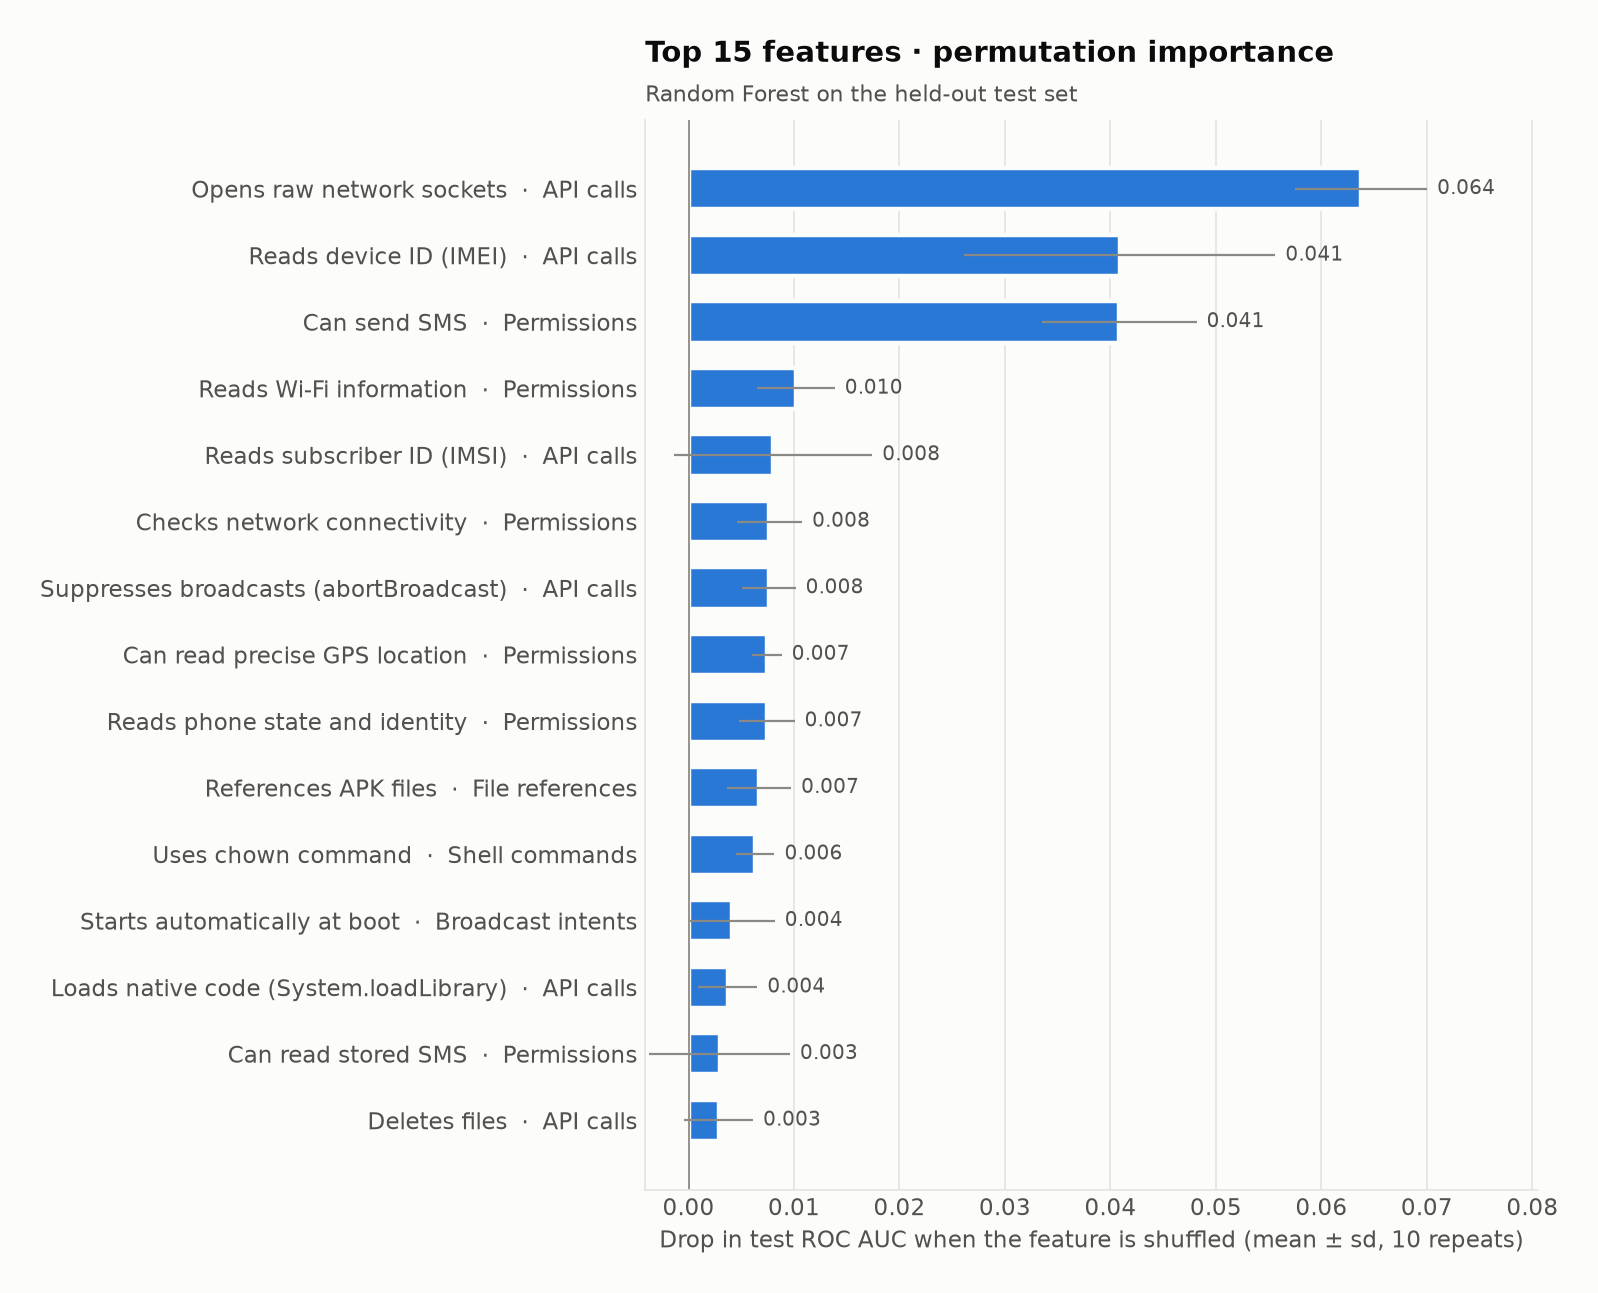 Top 15 features · permutation importance
Random Forest on the held-out test set
Opens raw network sockets · API calls 0.064
Reads device ID (IMEI) · API calls 0.041
Can send SMS · Permissions 0.041
Reads Wi-Fi information · Permissions 0.010
Reads subscriber ID (IMSI) · API calls 0.008
Checks network connectivity · Permissions 0.008
Suppresses broadcasts (abortBroadcast) · API calls 0.008
Can read precise GPS location · Permissions 0.007
Reads phone state and identity · Permissions 0.007
References APK files · File references 0.007
Uses chown command · Shell commands 0.006
Starts automatically at boot · Broadcast intents 0.004
Loads native code (System.loadLibrary) · API calls 0.004
Can read stored SMS · Permissions 0.003
Deletes files · API calls 0.003
0.00 0.01 0.02 0.03 0.04 0.05 0.06 0.07 0.08
Drop in test ROC AUC when the feature is shuffled (mean ± sd, 10 repeats)